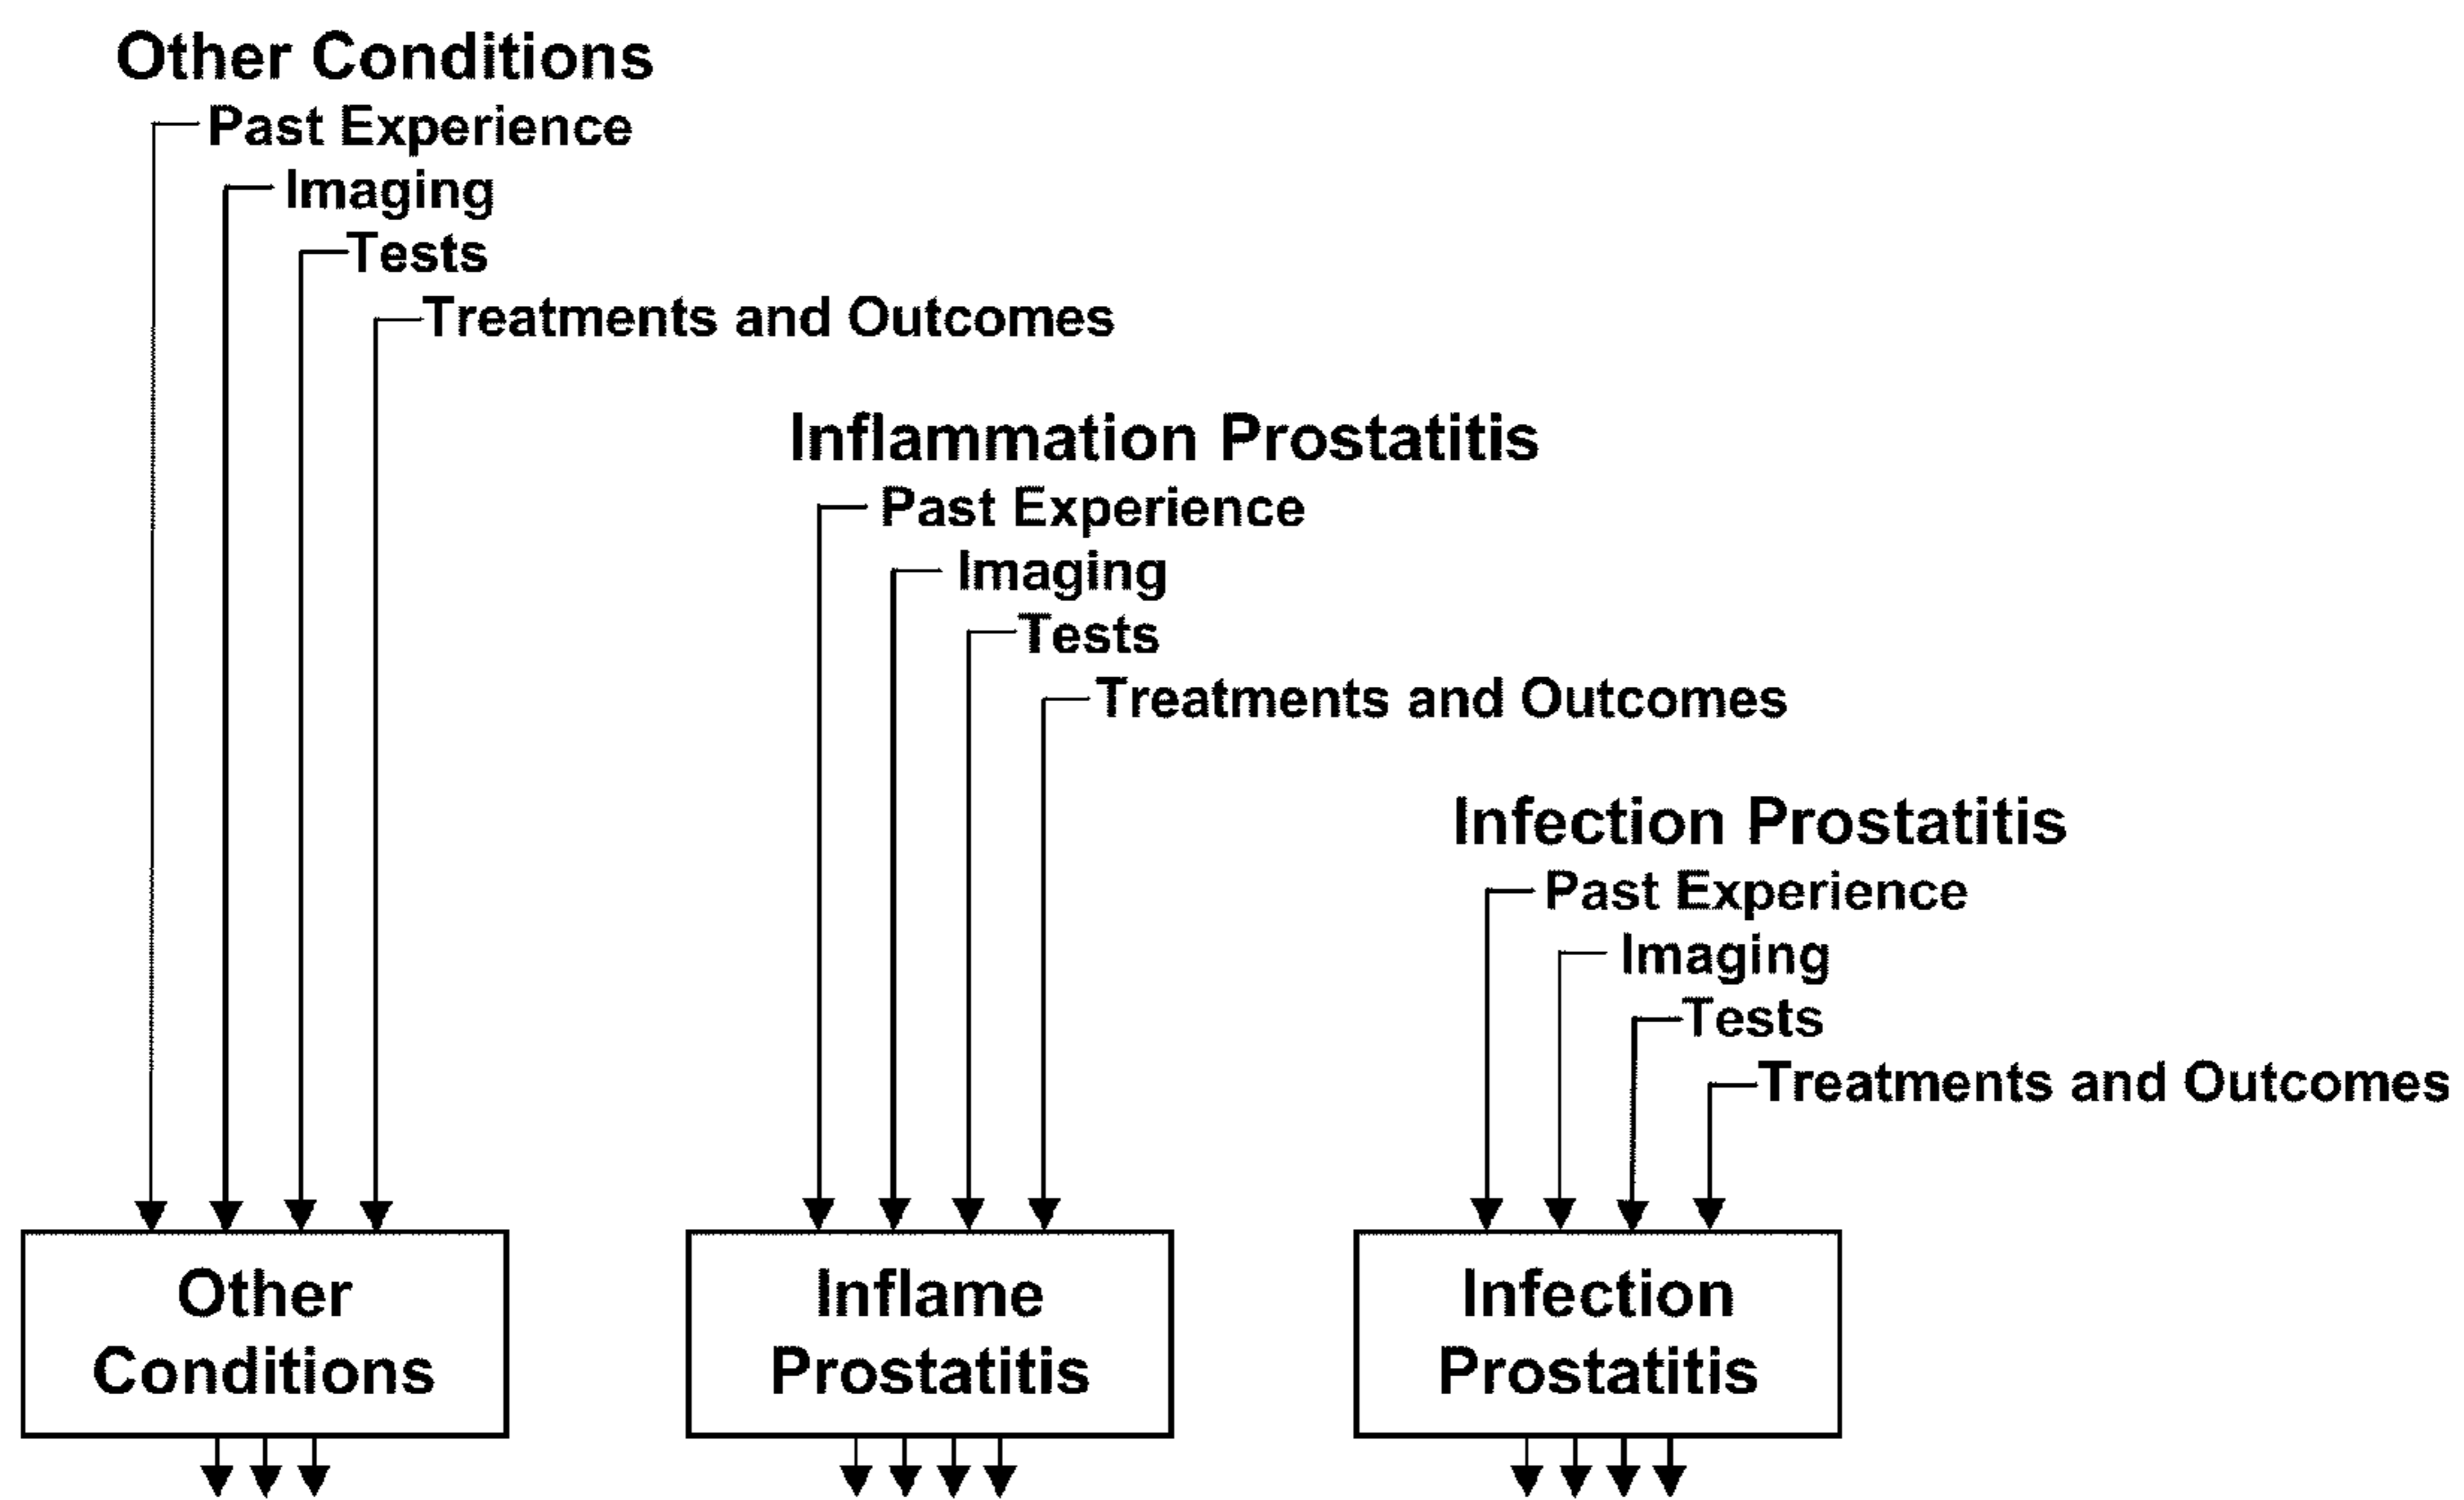 Other Conditions
Past Experience
Imaging
Tests
Treatments and Outcomes
Inflammation Prostatitis
Past Experience
Imaging
Tests
Treatments and Outcomes
Infection Prostatitis
Past Experience
Imaging
Tests
Treatments and Outcomes
Other
Conditions
Inflame
Prostatitis
Infection
Prostatitis